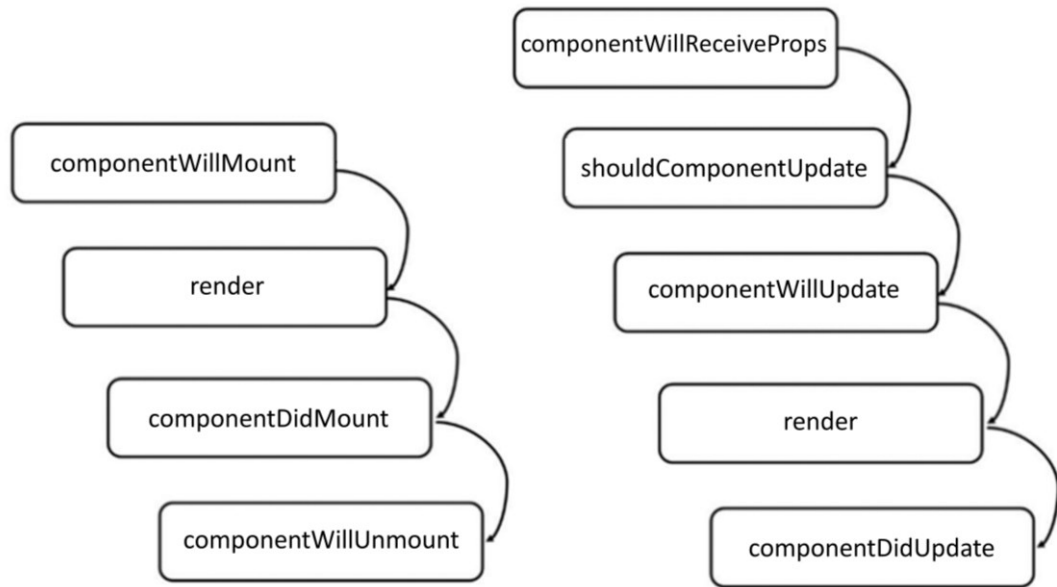 componentWillMount
render
componentDidMount
componentWillUnmount
componentWillReceiveProps
shouldComponentUpdate
componentWillUpdate
render
componentDidUpdate